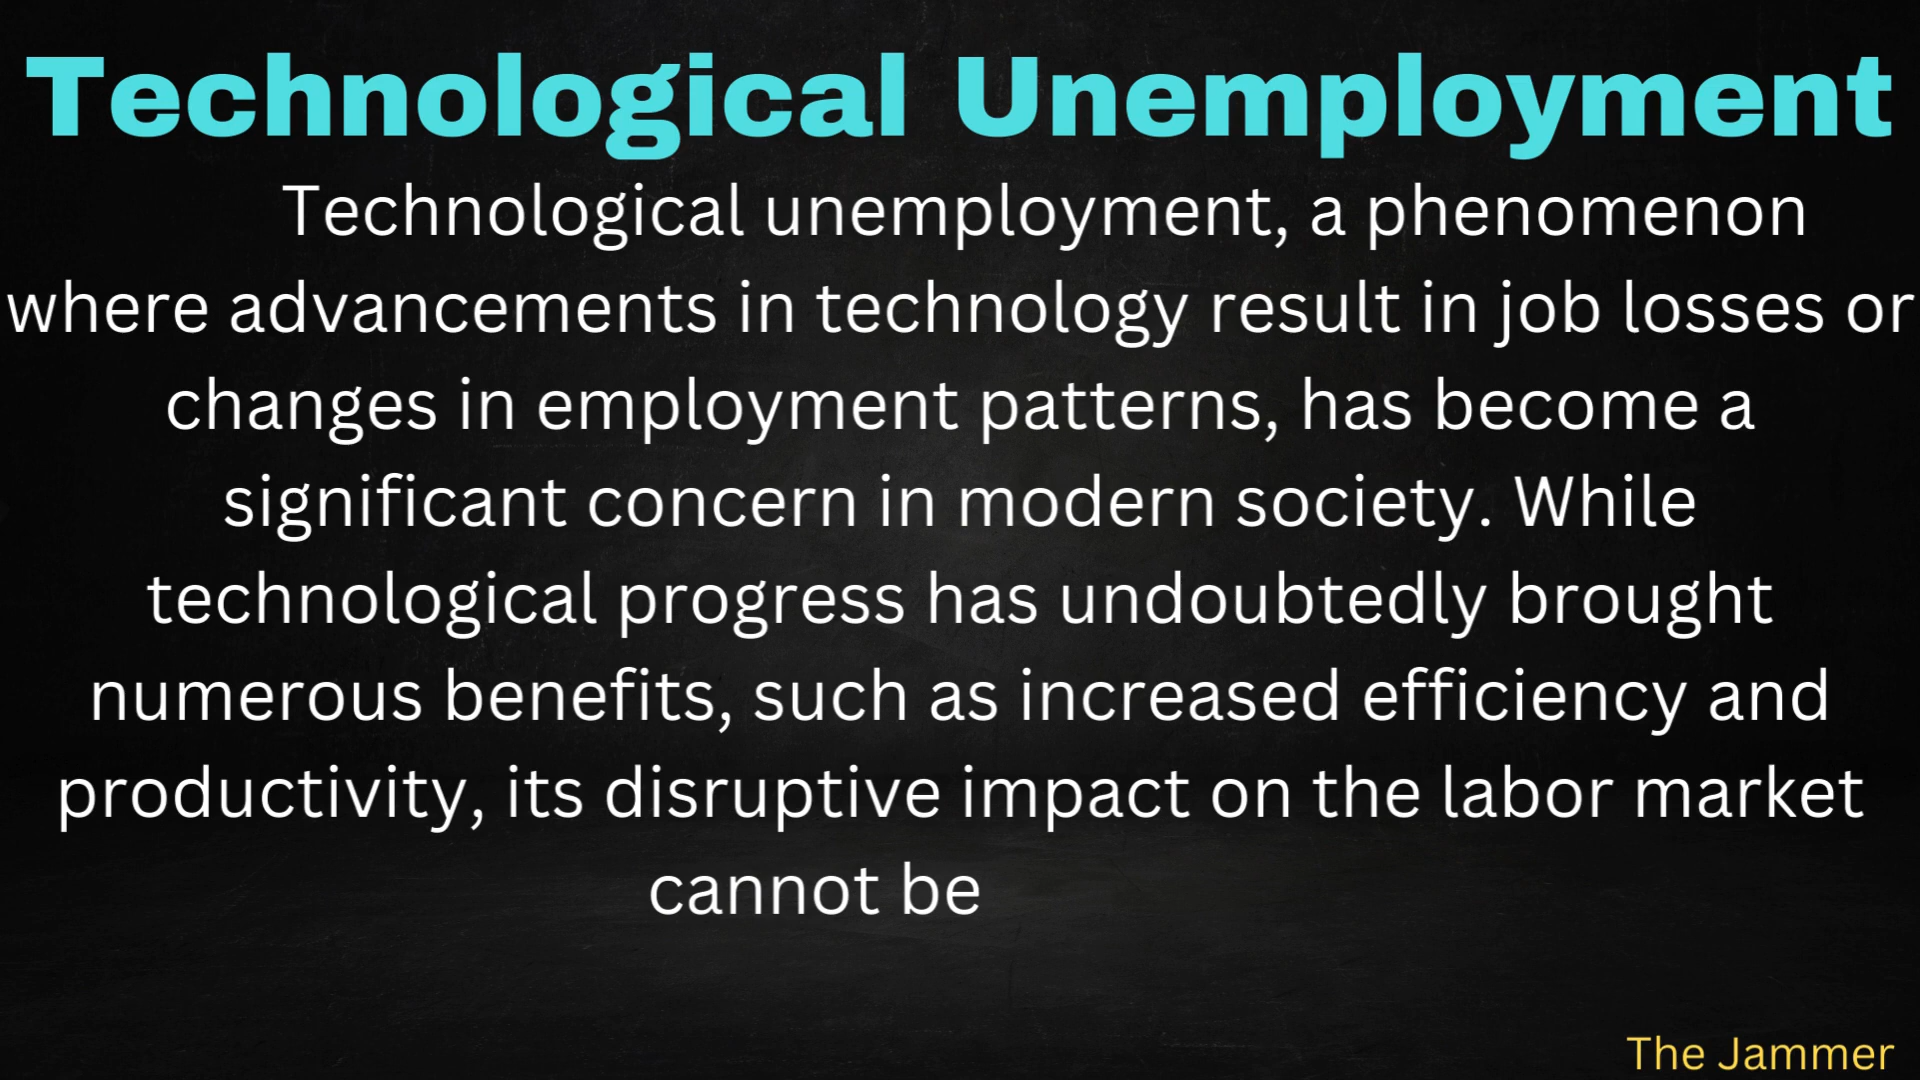 Technological Unemployment
Technological unemployment, a phenomenon
where advancements in technology result in job losses or
changes in employment patterns, has become a
significant concern in modern society. While
technological progress has undoubtedly brought
numerous benefits, such as increased efficiency and
productivity, its disruptive impact on the labor market
cannot be
The Jammer